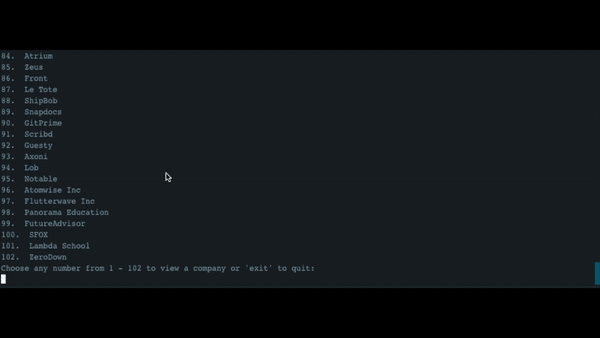 84. Atrium
85. Zeus
86. Front
87. Le Tote
88. ShipBob
89. Snapdocs
90. GitPrime
91. Scribd
92. Guesty
93. Axoni
94. Lob
95. Notable
96. Atomwise Inc
97. Flutterwave Inc
98. Panorama Education
99. FutureAdvisor
100. SFOX
101. Lambda School
102. ZeroDown
Choose any number from 1 - 102 to view a company or 'exit' to quit: